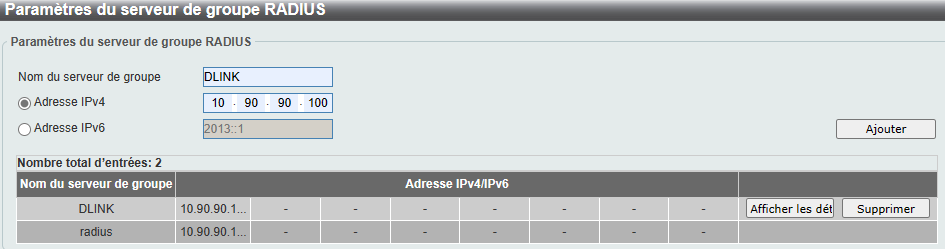 Paramètres du serveur de groupe RADIUS
Paramètres du serveur de groupe RADIUS
Nom du serveur de groupe DLINK
Adresse IPv4 10 . 90 . 90 . 100
Adresse IPv6 2013::1
Ajouter
Nombre total d'entrées: 2
Nom du serveur de groupe Adresse IPv4/IPv6
DLINK 10.90.90.1... - - - - - - - Afficher les dét Supprimer
radius 10.90.90.1... - - - - - - -